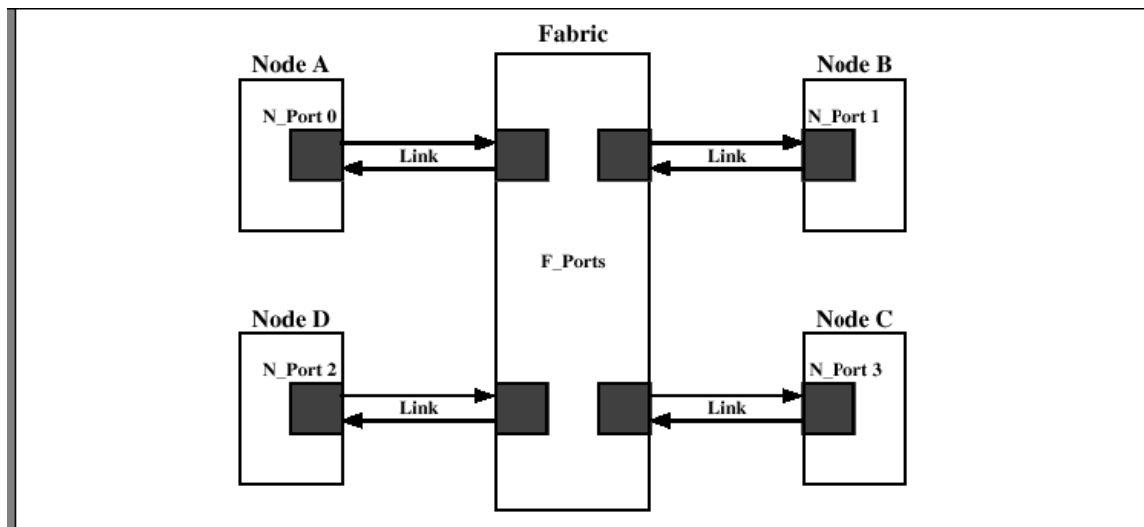 Fabric
Node A
Node B
N_Port 0
N_Port 1
Link
Link
F_Ports
Node D
Node C
N_Port 2
N_Port 3
Link
Link